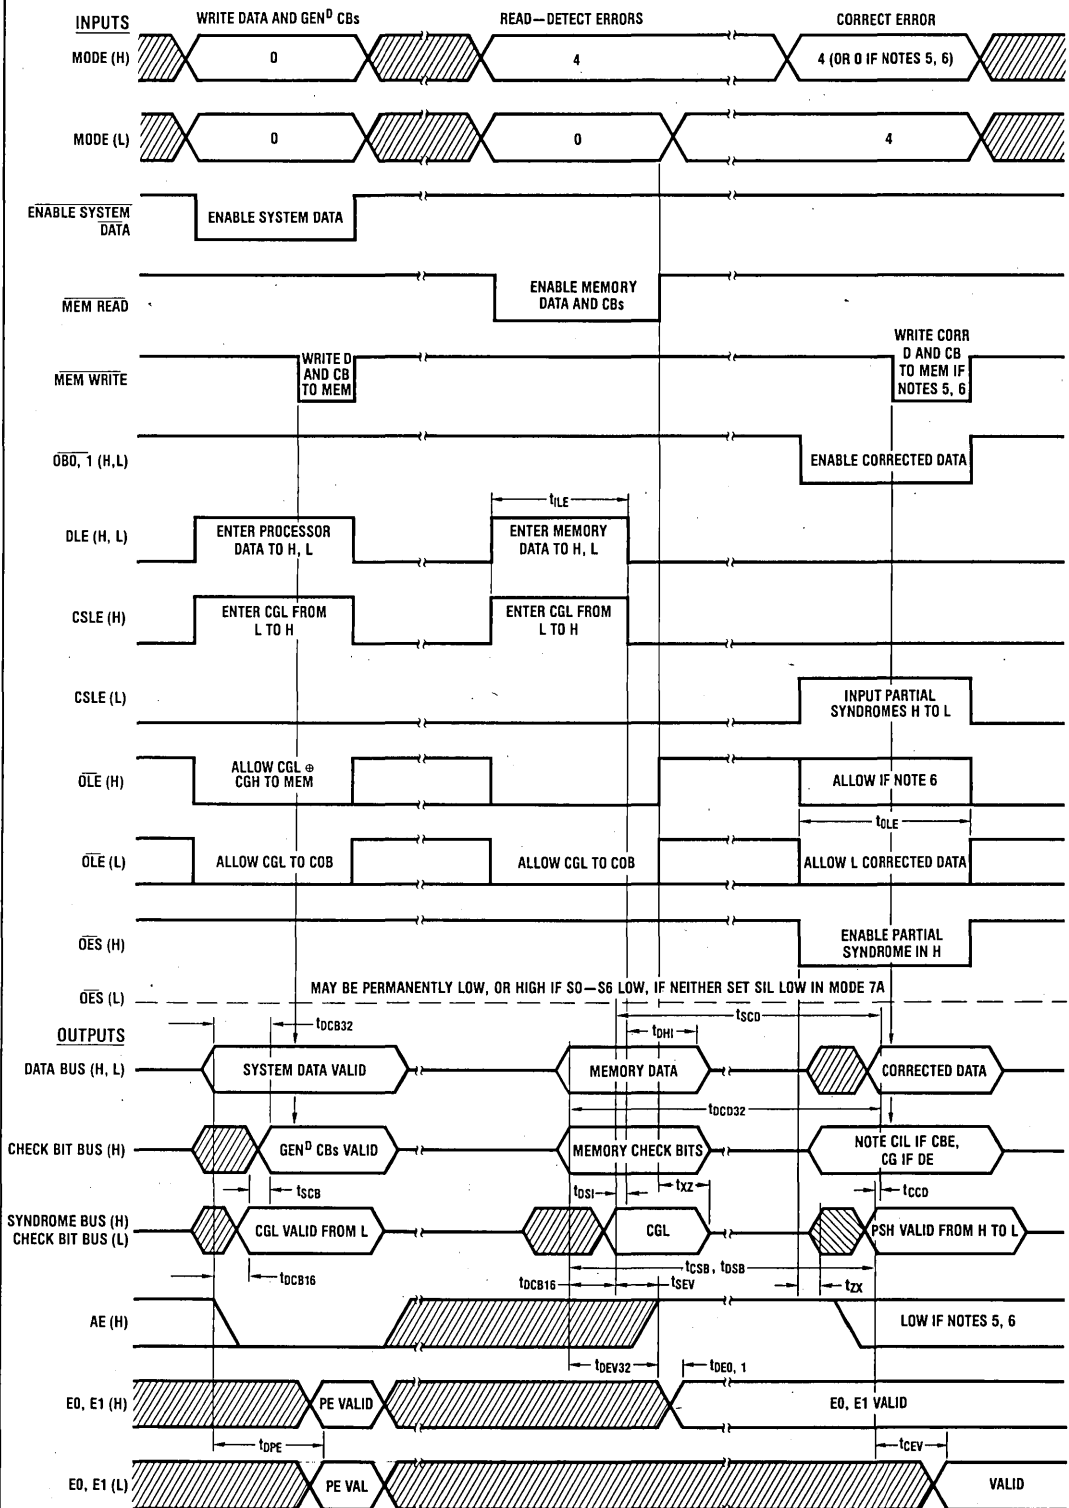 INPUTS
WRITE DATA AND GEND CBs
READ—DETECT ERRORS
CORRECT ERROR
MODE (H)
0
4
4 (OR 0 IF NOTES 5, 6)
MODE (L)
0
0
4
ENABLE SYSTEM
DATA
ENABLE SYSTEM DATA
MEM READ
ENABLE MEMORY
DATA AND CBs
MEM WRITE
WRITE D
AND CB
TO MEM
WRITE CORR
D AND CB
TO MEM IF
NOTES 5, 6
OB0, 1 (H,L)
ENABLE CORRECTED DATA
tILE
DLE (H, L)
ENTER PROCESSOR
DATA TO H, L
ENTER MEMORY
DATA TO H, L
CSLE (H)
ENTER CGL FROM
L TO H
ENTER CGL FROM
L TO H
CSLE (L)
INPUT PARTIAL
SYNDROMES H TO L
OLE (H)
ALLOW CGL ⊕
CGH TO MEM
ALLOW IF NOTE 6
tOLE
OLE (L)
ALLOW CGL TO COB
ALLOW CGL TO COB
ALLOW L CORRECTED DATA
OES (H)
ENABLE PARTIAL
SYNDROME IN H
OES (L)
MAY BE PERMANENTLY LOW, OR HIGH IF S0—S6 LOW, IF NEITHER SET SIL LOW IN MODE 7A
OUTPUTS
tDCB32
tSCD
tDHI
DATA BUS (H, L)
SYSTEM DATA VALID
MEMORY DATA
CORRECTED DATA
tDCD32
CHECK BIT BUS (H)
GEND CBs VALID
MEMORY CHECK BITS
NOTE CIL IF CBE,
CG IF DE
tSCB
tDSI
tXZ
tCCD
SYNDROME BUS (H)
CHECK BIT BUS (L)
CGL VALID FROM L
CGL
PSH VALID FROM H TO L
tDCB16
tDCB16
tCSB, tDSB
tSEV
tZX
AE (H)
LOW IF NOTES 5, 6
tDEV32
tDE0, 1
E0, E1 (H)
PE VALID
E0, E1 VALID
tDPE
tCEV
E0, E1 (L)
PE VAL
VALID